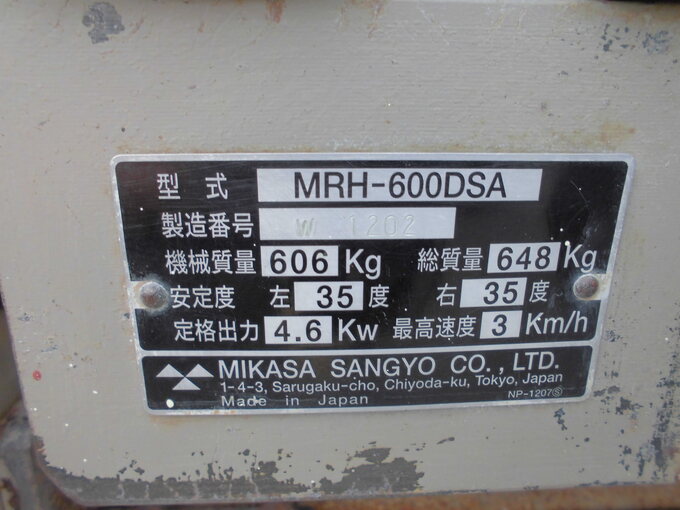 型式 MRH-600DSA
製造番号 W 1202
機械質量 606 Kg 総質量 648 Kg
安定度 左 35 度 右 35 度
定格出力 4.6 Kw 最高速度 3 Km/h
MIKASA SANGYO CO., LTD.
1-4-3, Sarugaku-cho, Chiyoda-ku, Tokyo, Japan
Made in Japan NP-1207Ⓢ